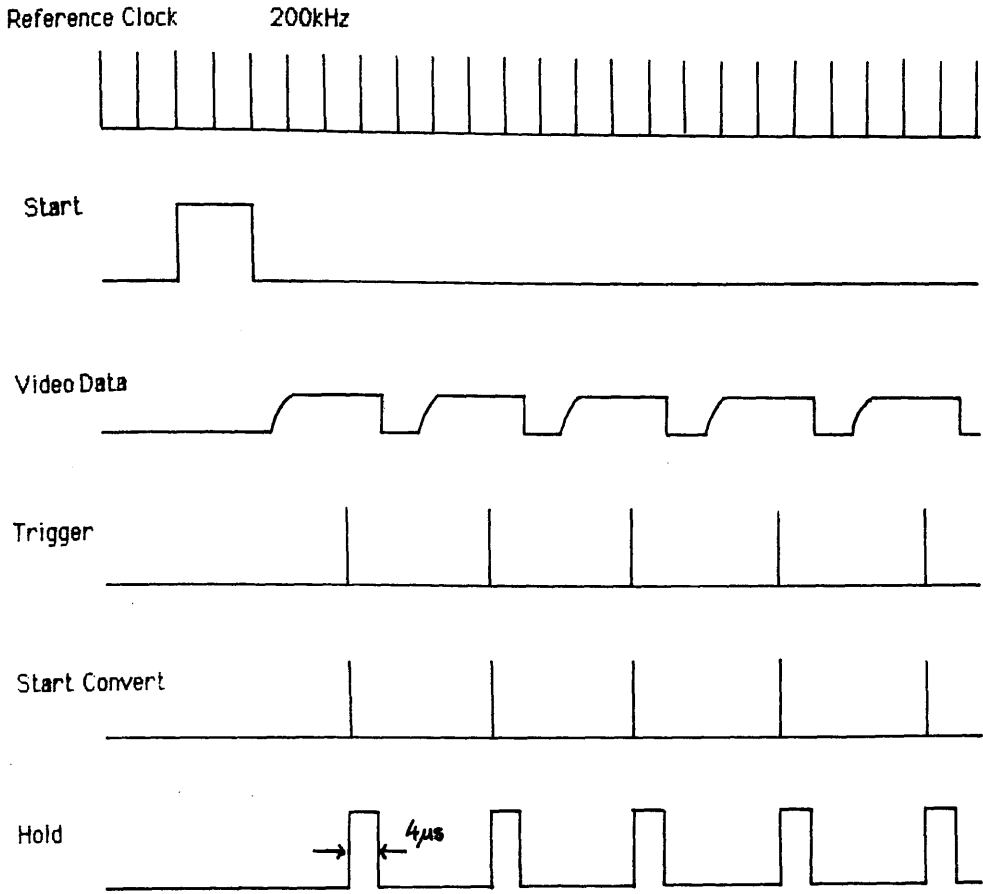 Reference Clock 200kHz
Start
Video Data
Trigger
Start Convert
Hold
4µs